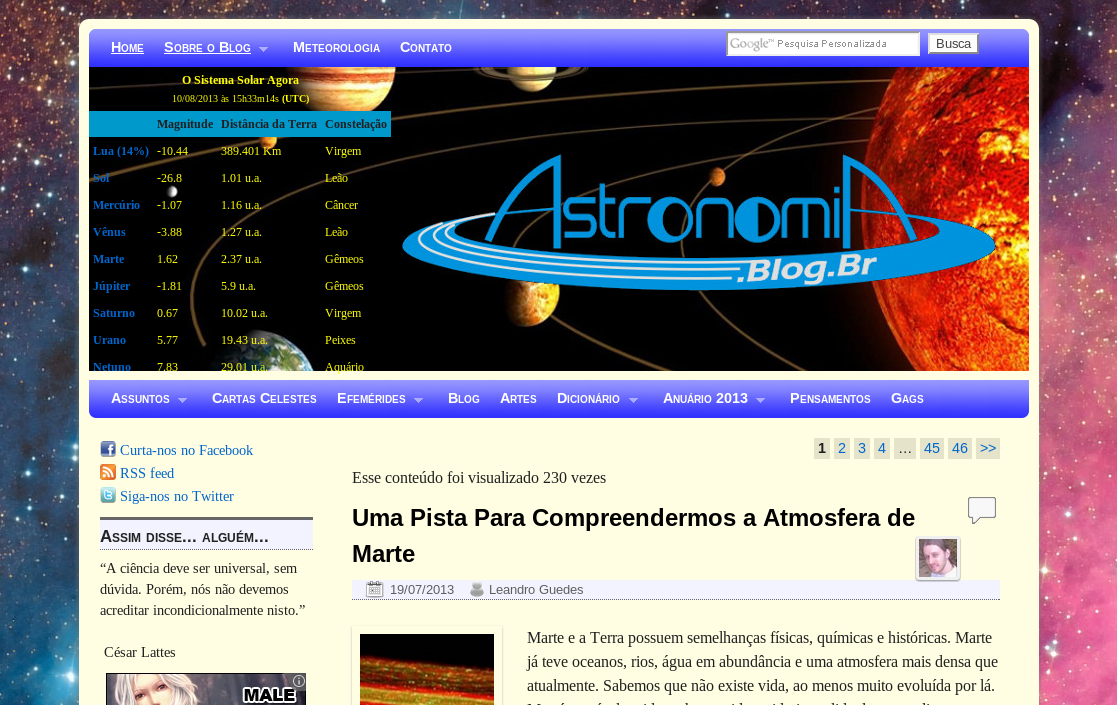 Home Sobre o Blog Meteorologia Contato Google™ Pesquisa Personalizada Busca
O Sistema Solar Agora
10/08/2013 às 15h33m14s (UTC)
Magnitude Distância da Terra Constelação
Lua (14%) -10.44 389.401 Km Virgem
Sol -26.8 1.01 u.a. Leão
Mercúrio -1.07 1.16 u.a. Câncer
Vênus -3.88 1.27 u.a. Leão
Marte 1.62 2.37 u.a. Gêmeos
Júpiter -1.81 5.9 u.a. Gêmeos
Saturno 0.67 10.02 u.a. Virgem
Urano 5.77 19.43 u.a. Peixes
Netuno 7.83 29.01 u.a. Aquário
Astronomia
.Blog.Br
Assuntos Cartas Celestes Efemérides Blog Artes Dicionário Anuário 2013 Pensamentos Gags
Curta-nos no Facebook
RSS feed
Siga-nos no Twitter
Assim disse... alguém...
“A ciência deve ser universal, sem
dúvida. Porém, nós não devemos
acreditar incondicionalmente nisto.”
César Lattes
MALE
1 2 3 4 ... 45 46 >>
Esse conteúdo foi visualizado 230 vezes
Uma Pista Para Compreendermos a Atmosfera de
Marte
19/07/2013 Leandro Guedes
Marte e a Terra possuem semelhanças físicas, químicas e históricas. Marte
já teve oceanos, rios, água em abundância e uma atmosfera mais densa que
atualmente. Sabemos que não existe vida, ao menos muito evoluída por lá.